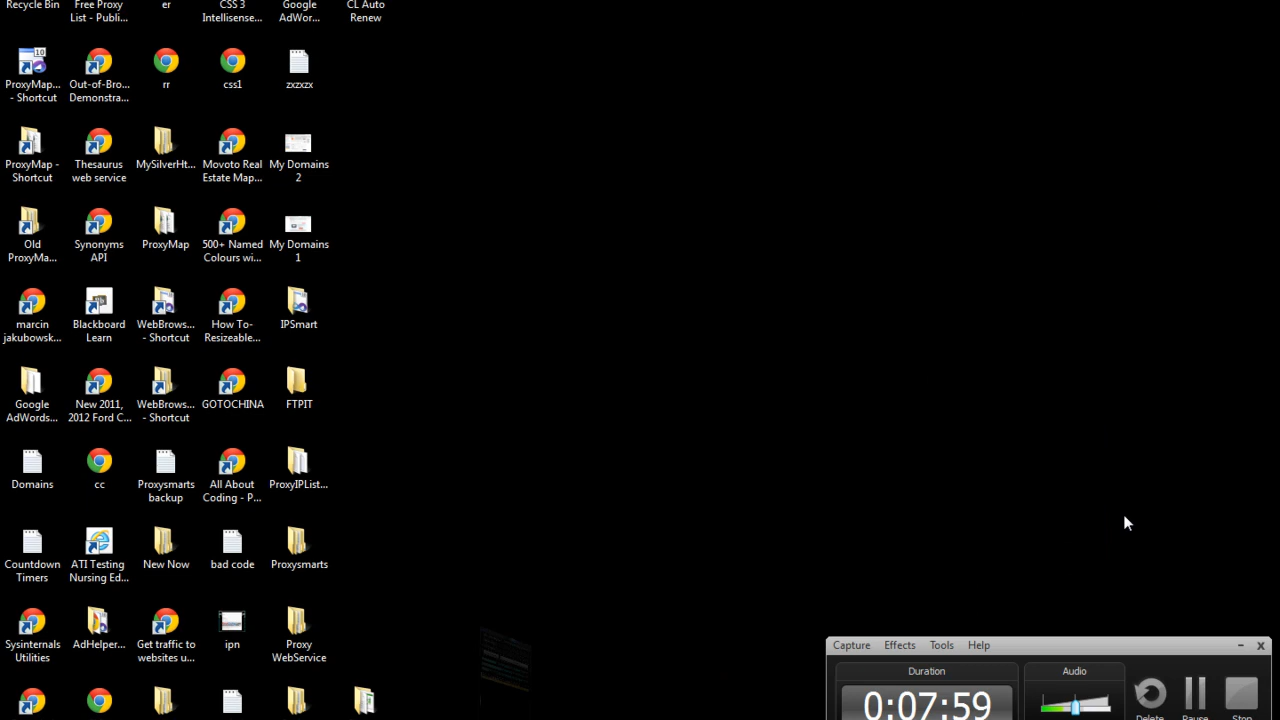 Recycle Bin
Free Proxy
List - Publi...
er
CSS 3
Intellisense...
Google
AdWor...
CL Auto
Renew
10
ProxyMap...
- Shortcut
Out-of-Bro...
Demonstra...
rr
css1
zxzxzx
ProxyMap -
Shortcut
Thesaurus
web service
MySilverHt...
Movoto Real
Estate Map...
My Domains
2
Old
ProxyMa...
Synonyms
API
ProxyMap
500+ Named
Colours wi...
My Domains
1
marcin
jakubowsk...
Blackboard
Learn
WebBrows...
- Shortcut
How To-
Resizeable...
IPSmart
Google
AdWords...
New 2011,
2012 Ford C...
WebBrows...
- Shortcut
GOTOCHINA
FTPIT
Domains
cc
Proxysmarts
backup
All About
Coding - P...
ProxyIPList...
Countdown
Timers
ATI Testing
Nursing Ed...
New Now
bad code
Proxysmarts
Sysinternals
Utilities
AdHelper...
Get traffic to
websites u...
ipn
Proxy
WebService
Capture Effects Tools Help
Duration
Audio
0:07:59
Delete
Pause
Stop